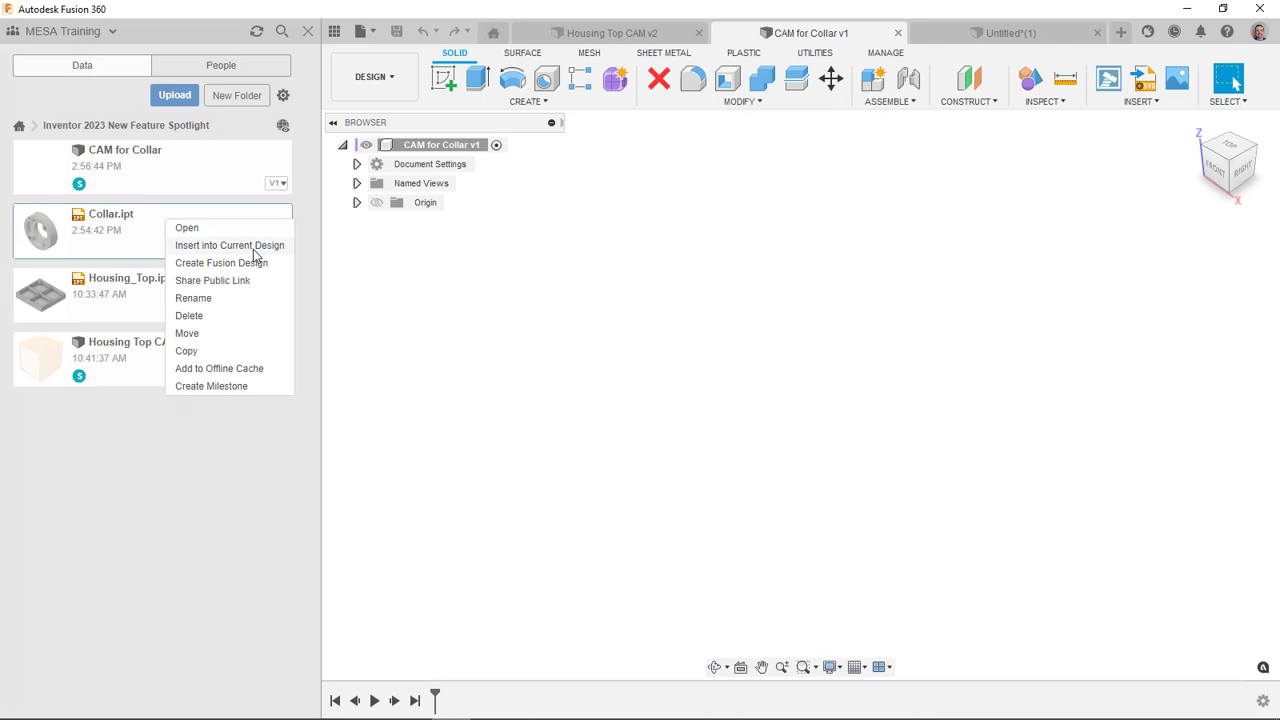 Autodesk Fusion 360
MESA Training
Housing Top CAM v2
CAM for Collar v1
Untitled*(1)
Data
People
DESIGN
SOLID
SURFACE
MESH
SHEET METAL
PLASTIC
UTILITIES
MANAGE
Upload
New Folder
CREATE
MODIFY
ASSEMBLE
CONSTRUCT
INSPECT
INSERT
SELECT
Inventor 2023 New Feature Spotlight
BROWSER
CAM for Collar v1
Document Settings
Named Views
Origin
CAM for Collar
2:56:44 PM
S
V1
Collar.ipt
2:54:42 PM
Housing_Top.ip
10:33:47 AM
Housing Top CA
10:41:37 AM
S
Open
Insert into Current Design
Create Fusion Design
Share Public Link
Rename
Delete
Move
Copy
Add to Offline Cache
Create Milestone
TOP
FRONT
RIGHT
Z
X